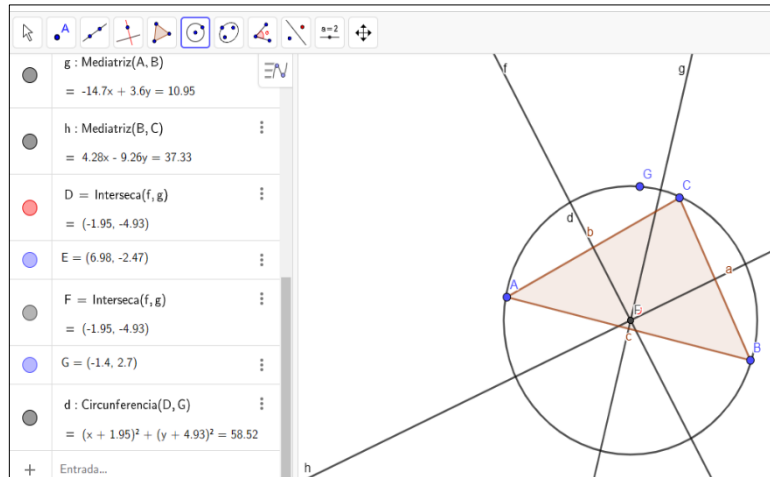 A
a=2
g : Mediatriz(A, B)
= -14.7x + 3.6y = 10.95
h : Mediatriz(B, C)
= 4.28x - 9.26y = 37.33
D = Interseca(f, g)
= (-1.95, -4.93)
E = (6.98, -2.47)
F = Interseca(f, g)
= (-1.95, -4.93)
G = (-1.4, 2.7)
d : Circunferencia(D, G)
= (x + 1.95)² + (y + 4.93)² = 58.52
+ Entrada...
f
g
G
C
d
b
a
A
c
B
h